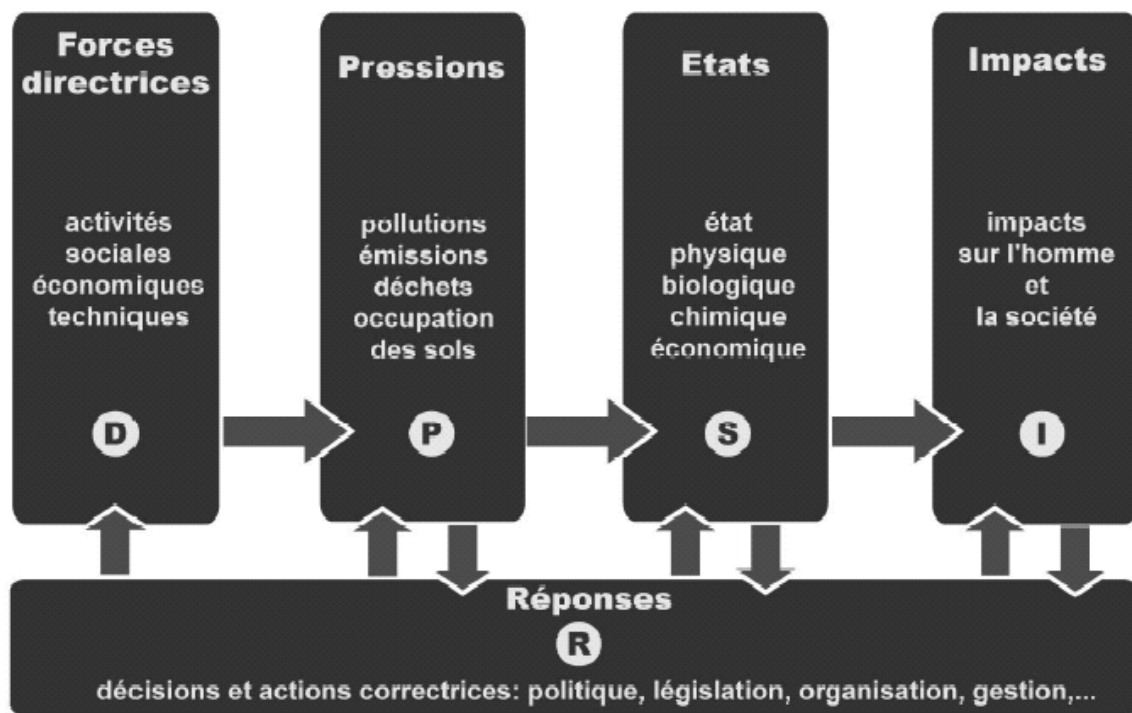 Forces
directrices
activités
sociales
économiques
techniques
D
Pressions
pollutions
émissions
déchets
occupation
des sols
P
Etats
état
physique
biologique
chimique
économique
S
Impacts
impacts
sur l'homme
et
la société
I
Réponses
R
décisions et actions correctrices: politique, législation, organisation, gestion,...